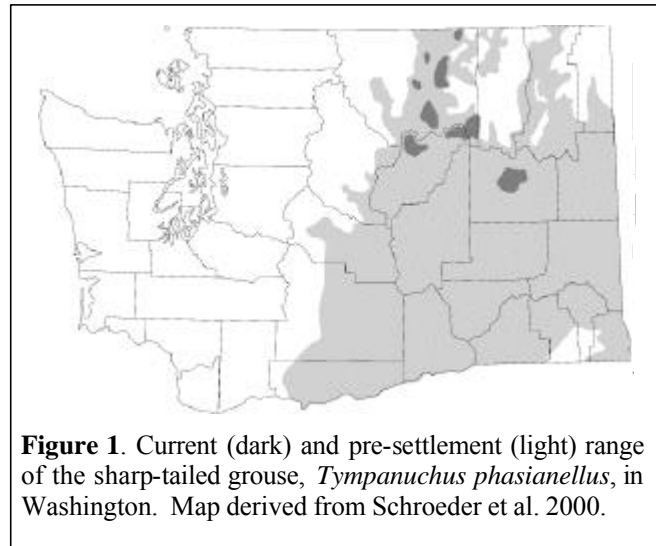 Figure 1. Current (dark) and pre-settlement (light) range
of the sharp-tailed grouse, Tympanuchus phasianellus, in
Washington. Map derived from Schroeder et al. 2000.